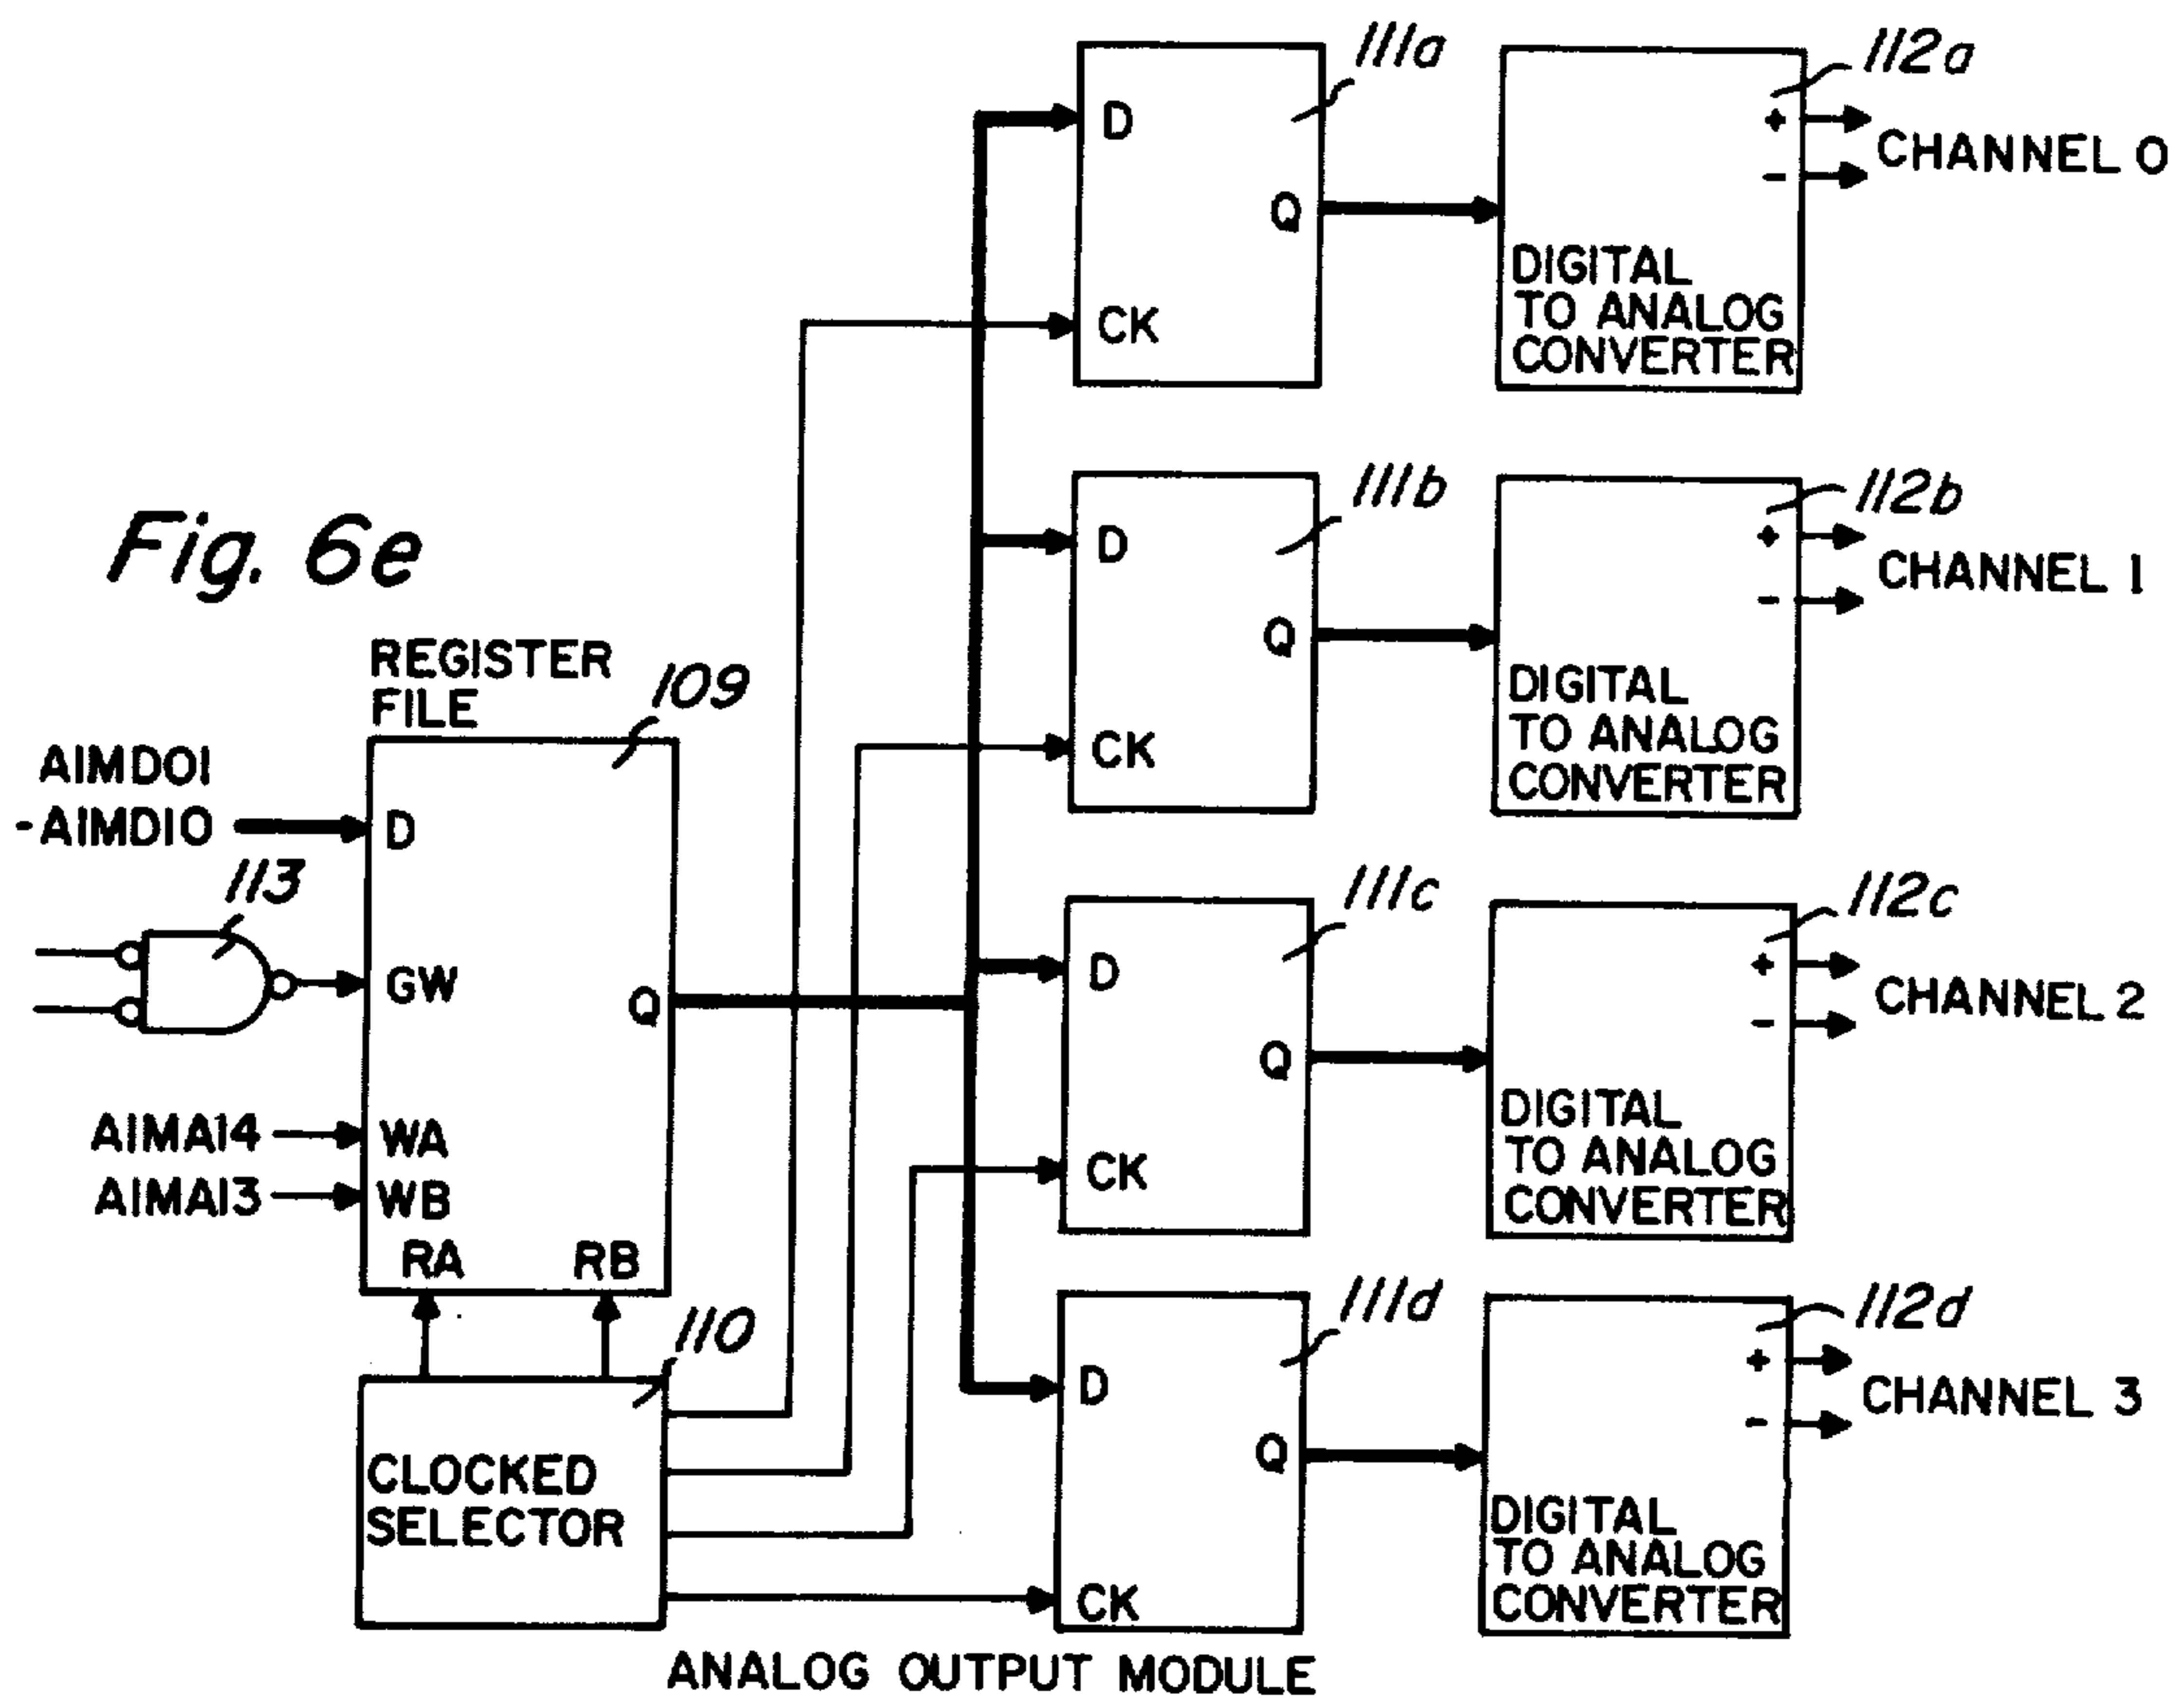 111a
112a
D
+
CHANNEL 0
-
Q
DIGITAL
TO ANALOG
CONVERTER
CK
111b
112b
Fig. 6e
D
+
CHANNEL 1
-
Q
DIGITAL
TO ANALOG
CONVERTER
CK
REGISTER
FILE
109
AIMD01
-AIMD10
D
113
GW
Q
AIMA14
WA
AIMA13
WB
RA
RB
111c
112c
D
+
CHANNEL 2
-
Q
DIGITAL
TO ANALOG
CONVERTER
CK
110
CLOCKED
SELECTOR
111d
112d
D
+
CHANNEL 3
-
Q
DIGITAL
TO ANALOG
CONVERTER
CK
ANALOG OUTPUT MODULE